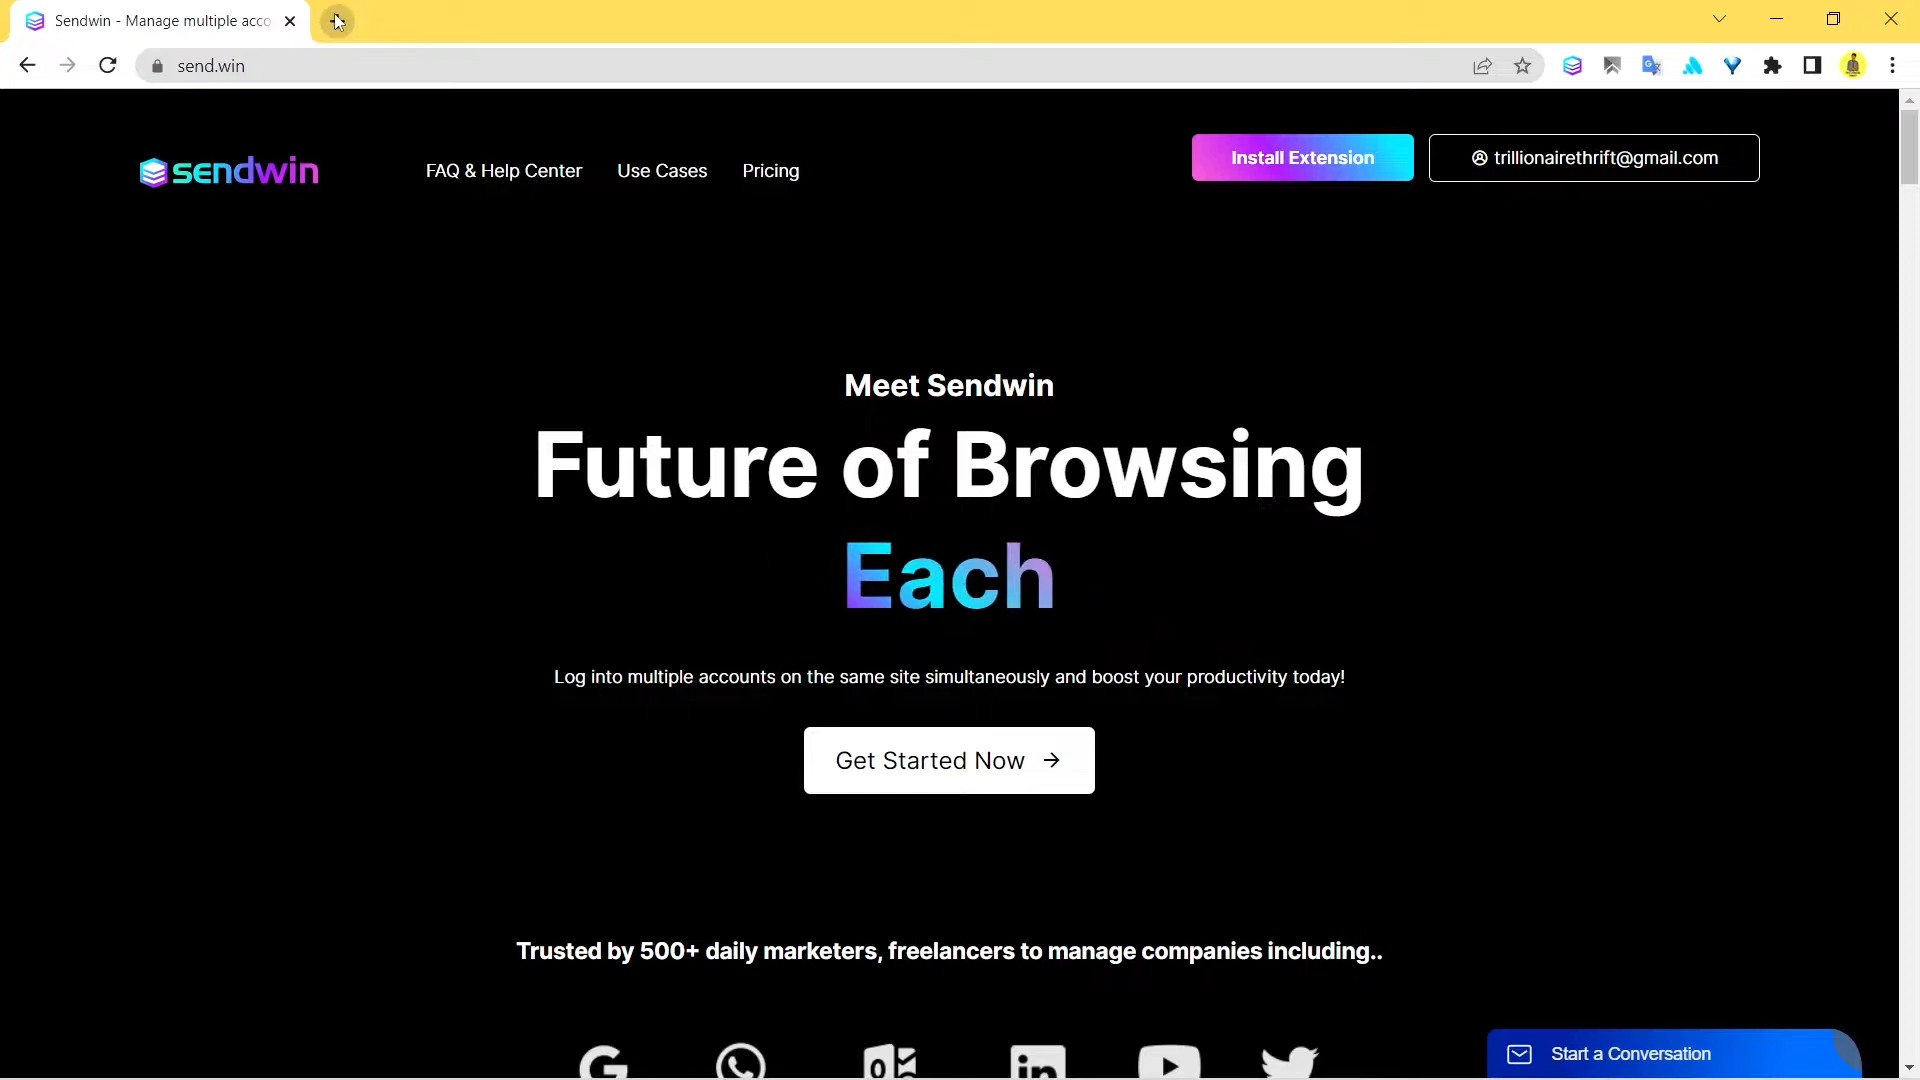 Sendwin - Manage multiple acco
send.win
sendwin
FAQ & Help Center
Use Cases
Pricing
Install Extension
trillionairethrift@gmail.com
Meet Sendwin
Future of Browsing
Each
Log into multiple accounts on the same site simultaneously and boost your productivity today!
Get Started Now →
Trusted by 500+ daily marketers, freelancers to manage companies including..
Start a Conversation